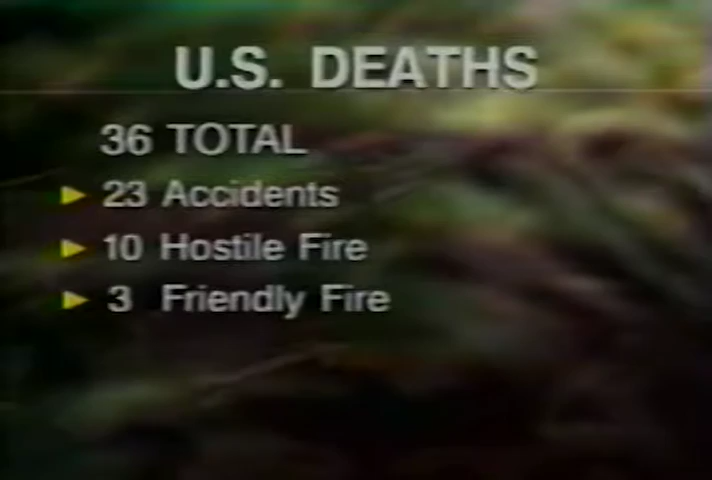 U.S. DEATHS
36 TOTAL
23 Accidents
10 Hostile Fire
3 Friendly Fire